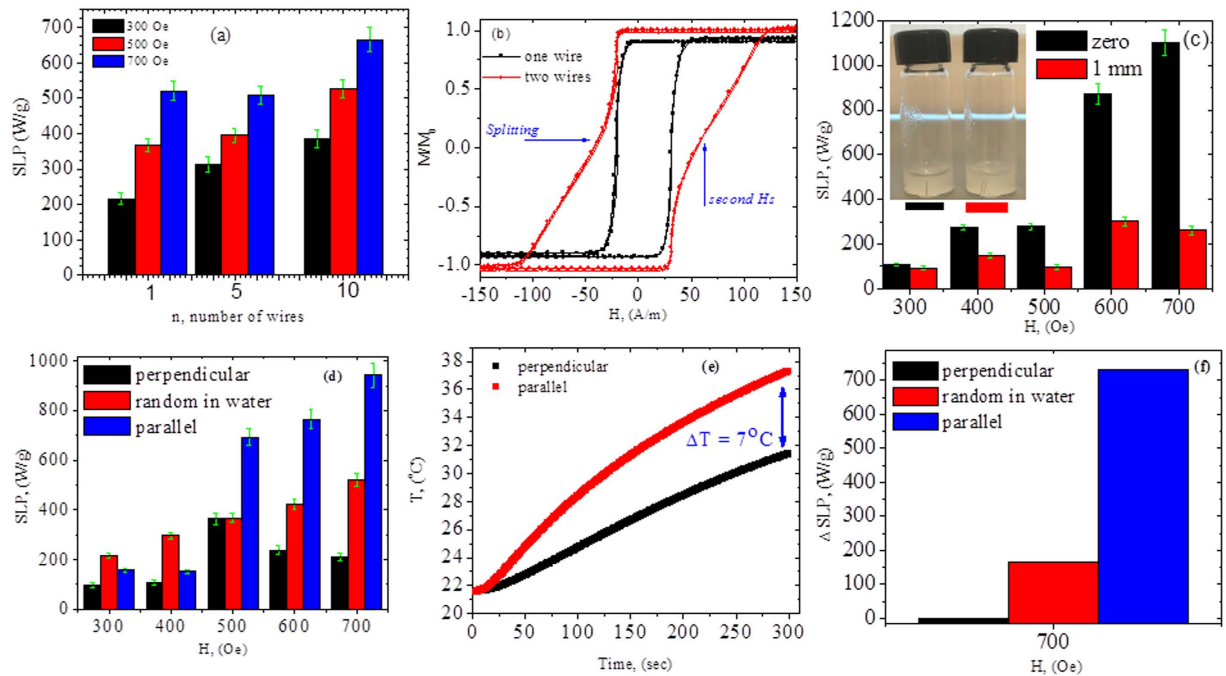 300 Oe
500 Oe
700 Oe
(a)
SLP (W/g)
800
700
600
500
400
300
200
100
0
1 5 10
n, number of wires
(b)
one wire
two wires
Splitting
second Hs
M/M₀
1.0
0.5
0.0
-0.5
-1.0
-150 -100 -50 0 50 100 150
H, (A/m)
(c)
zero
1 mm
SLP, (W/g)
1200
1000
800
600
400
200
0
300 400 500 600 700
H, (Oe)
(d)
perpendicular
random in water
parallel
SLP, (W/g)
1000
800
600
400
200
0
300 400 500 600 700
H, (Oe)
(e)
perpendicular
parallel
ΔT = 7°C
T, (°C)
38
36
34
32
30
28
26
24
22
20
0 50 100 150 200 250 300
Time, (sec)
(f)
perpendicular
random in water
parallel
Δ SLP, (W/g)
700
600
500
400
300
200
100
0
700
H, (Oe)